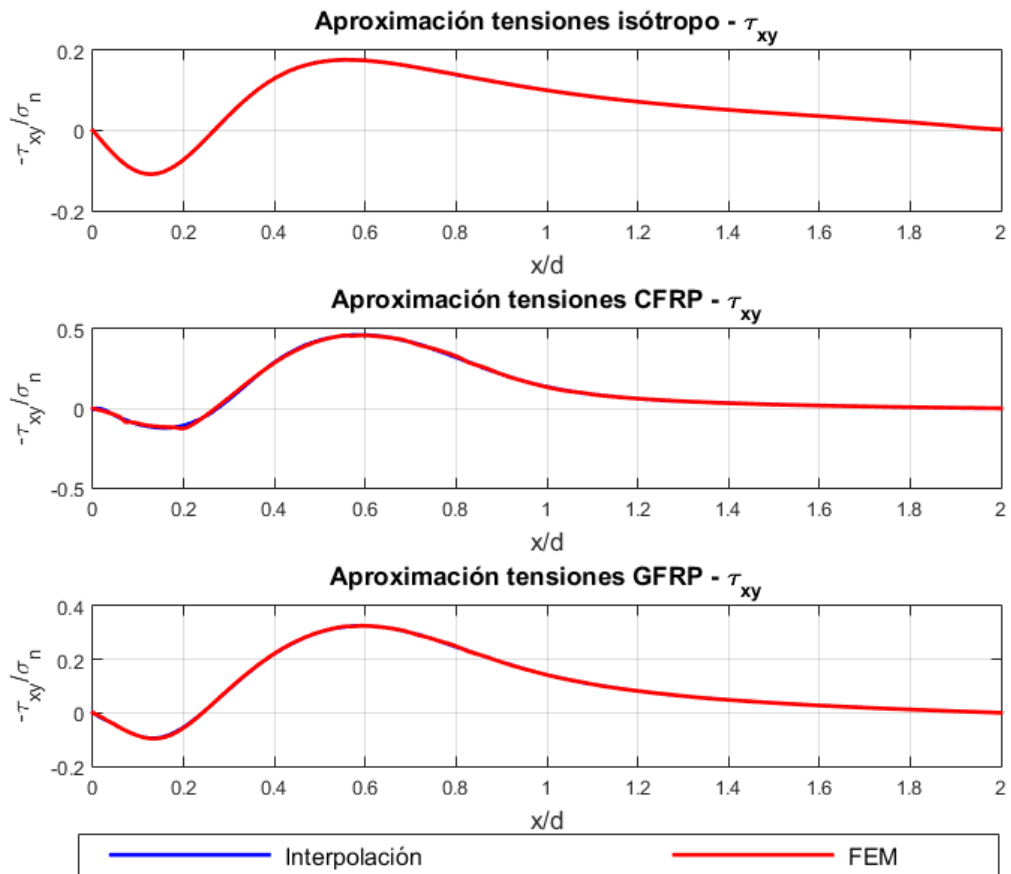 Aproximación tensiones isótropo - τxy
0.2
0
-0.2
-τxy/σn
0 0.2 0.4 0.6 0.8 1 1.2 1.4 1.6 1.8 2
x/d
Aproximación tensiones CFRP - τxy
0.5
0
-0.5
-τxy/σn
0 0.2 0.4 0.6 0.8 1 1.2 1.4 1.6 1.8 2
x/d
Aproximación tensiones GFRP - τxy
0.4
0.2
0
-0.2
-τxy/σn
0 0.2 0.4 0.6 0.8 1 1.2 1.4 1.6 1.8 2
x/d
Interpolación FEM